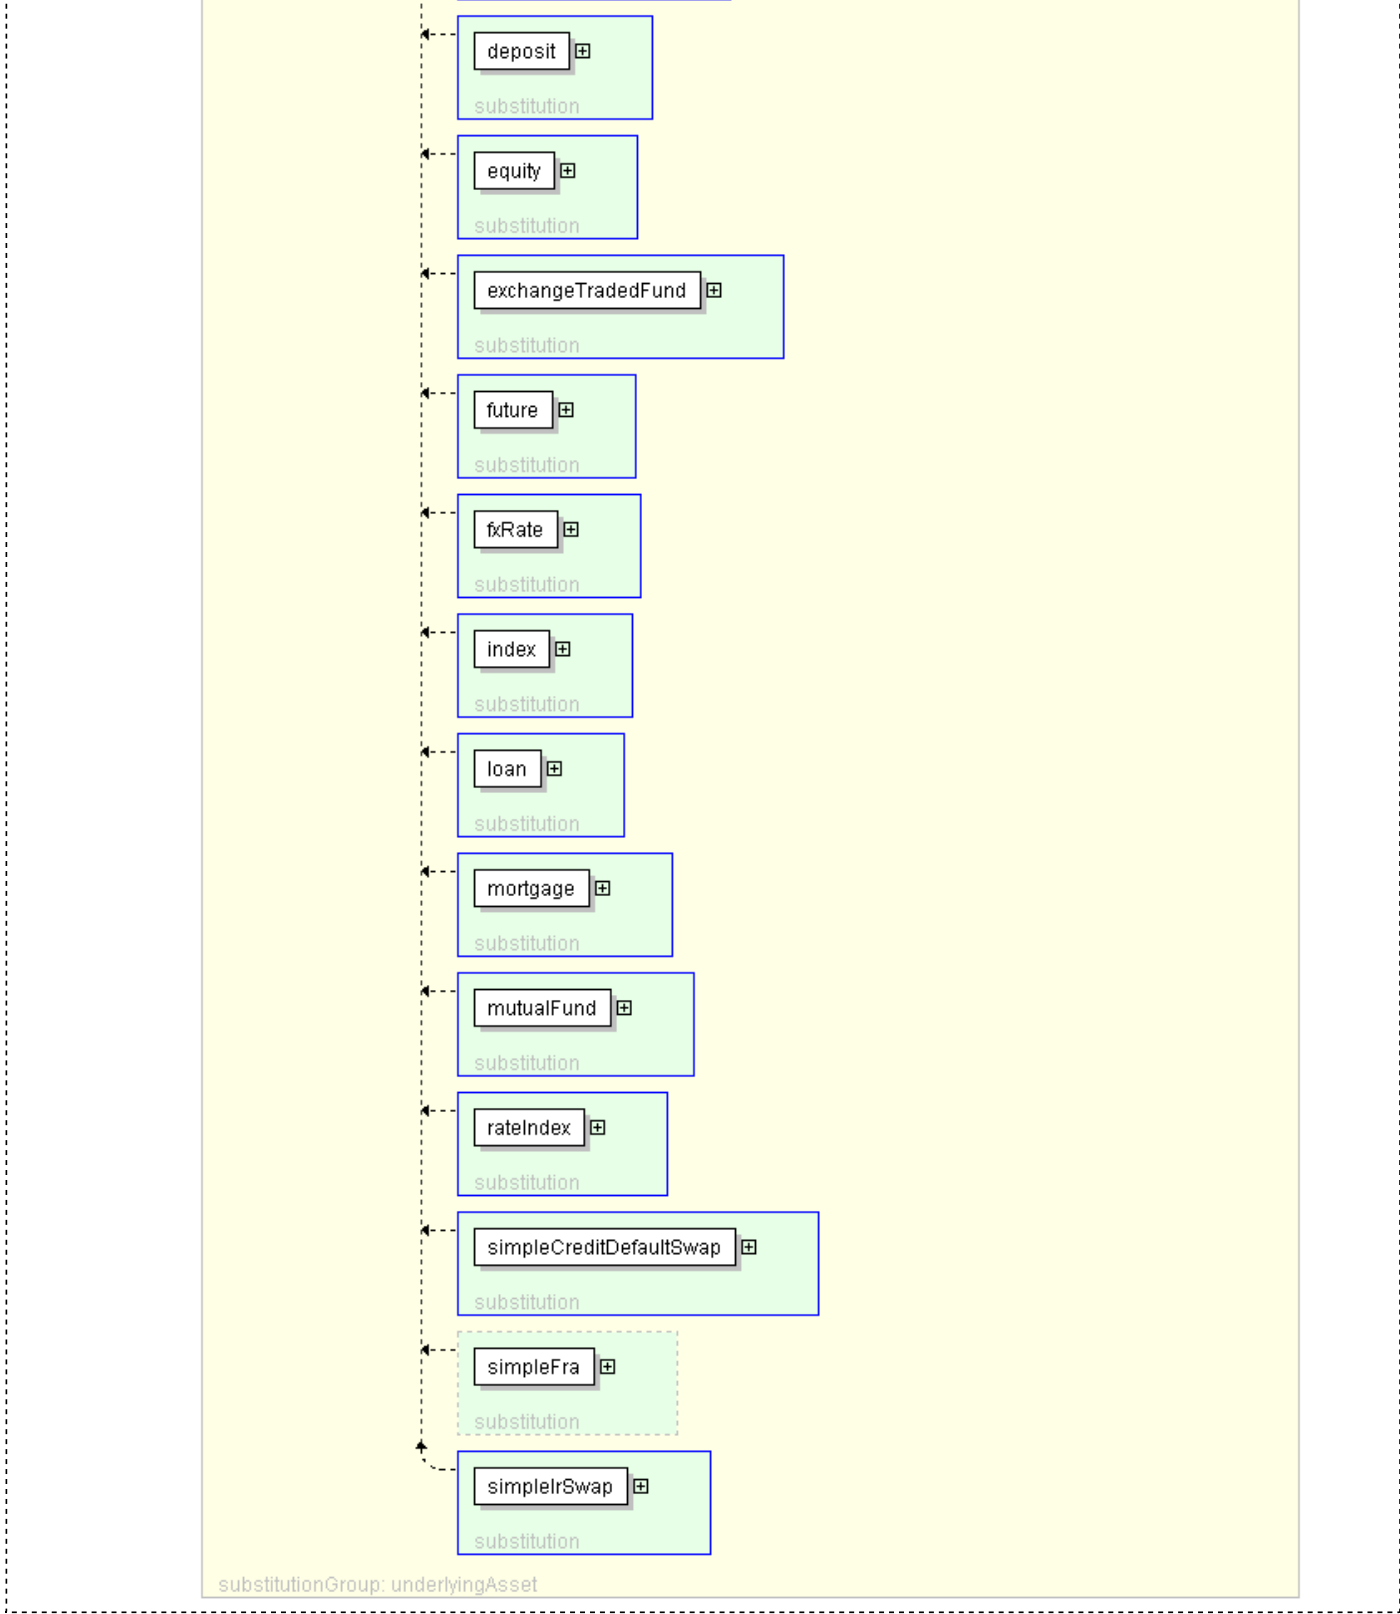 deposit
substitution
equity
substitution
exchangeTradedFund
substitution
future
substitution
fxRate
substitution
index
substitution
loan
substitution
mortgage
substitution
mutualFund
substitution
rateIndex
substitution
simpleCreditDefaultSwap
substitution
simpleFra
substitution
simpleIrSwap
substitution
substitutionGroup: underlyingAsset